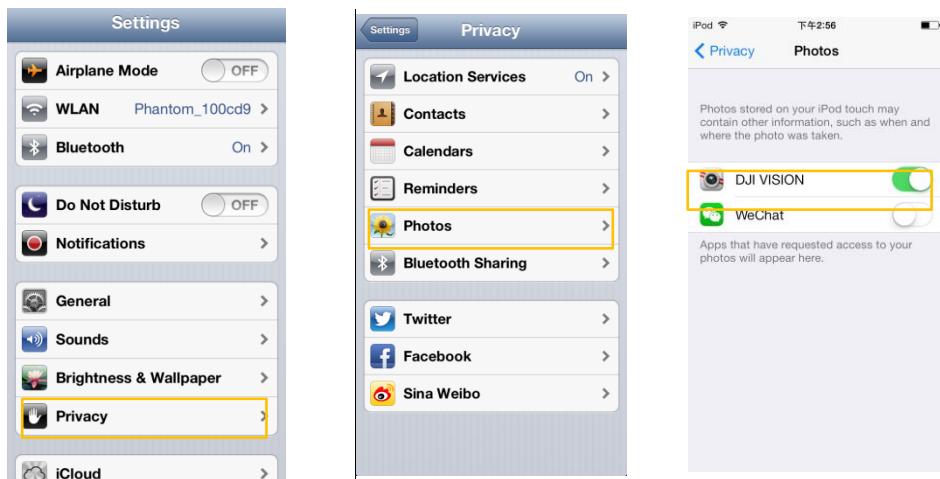 Settings
Airplane Mode OFF
WLAN Phantom_100cd9
Bluetooth On
Do Not Disturb OFF
Notifications
General
Sounds
Brightness & Wallpaper
Privacy
iCloud
Settings Privacy
Location Services On
Contacts
Calendars
Reminders
Photos
Bluetooth Sharing
Twitter
Facebook
Sina Weibo
iPod 下午2:56
Privacy Photos
Photos stored on your iPod touch may
contain other information, such as when and
where the photo was taken.
DJI VISION
WeChat
Apps that have requested access to your
photos will appear here.